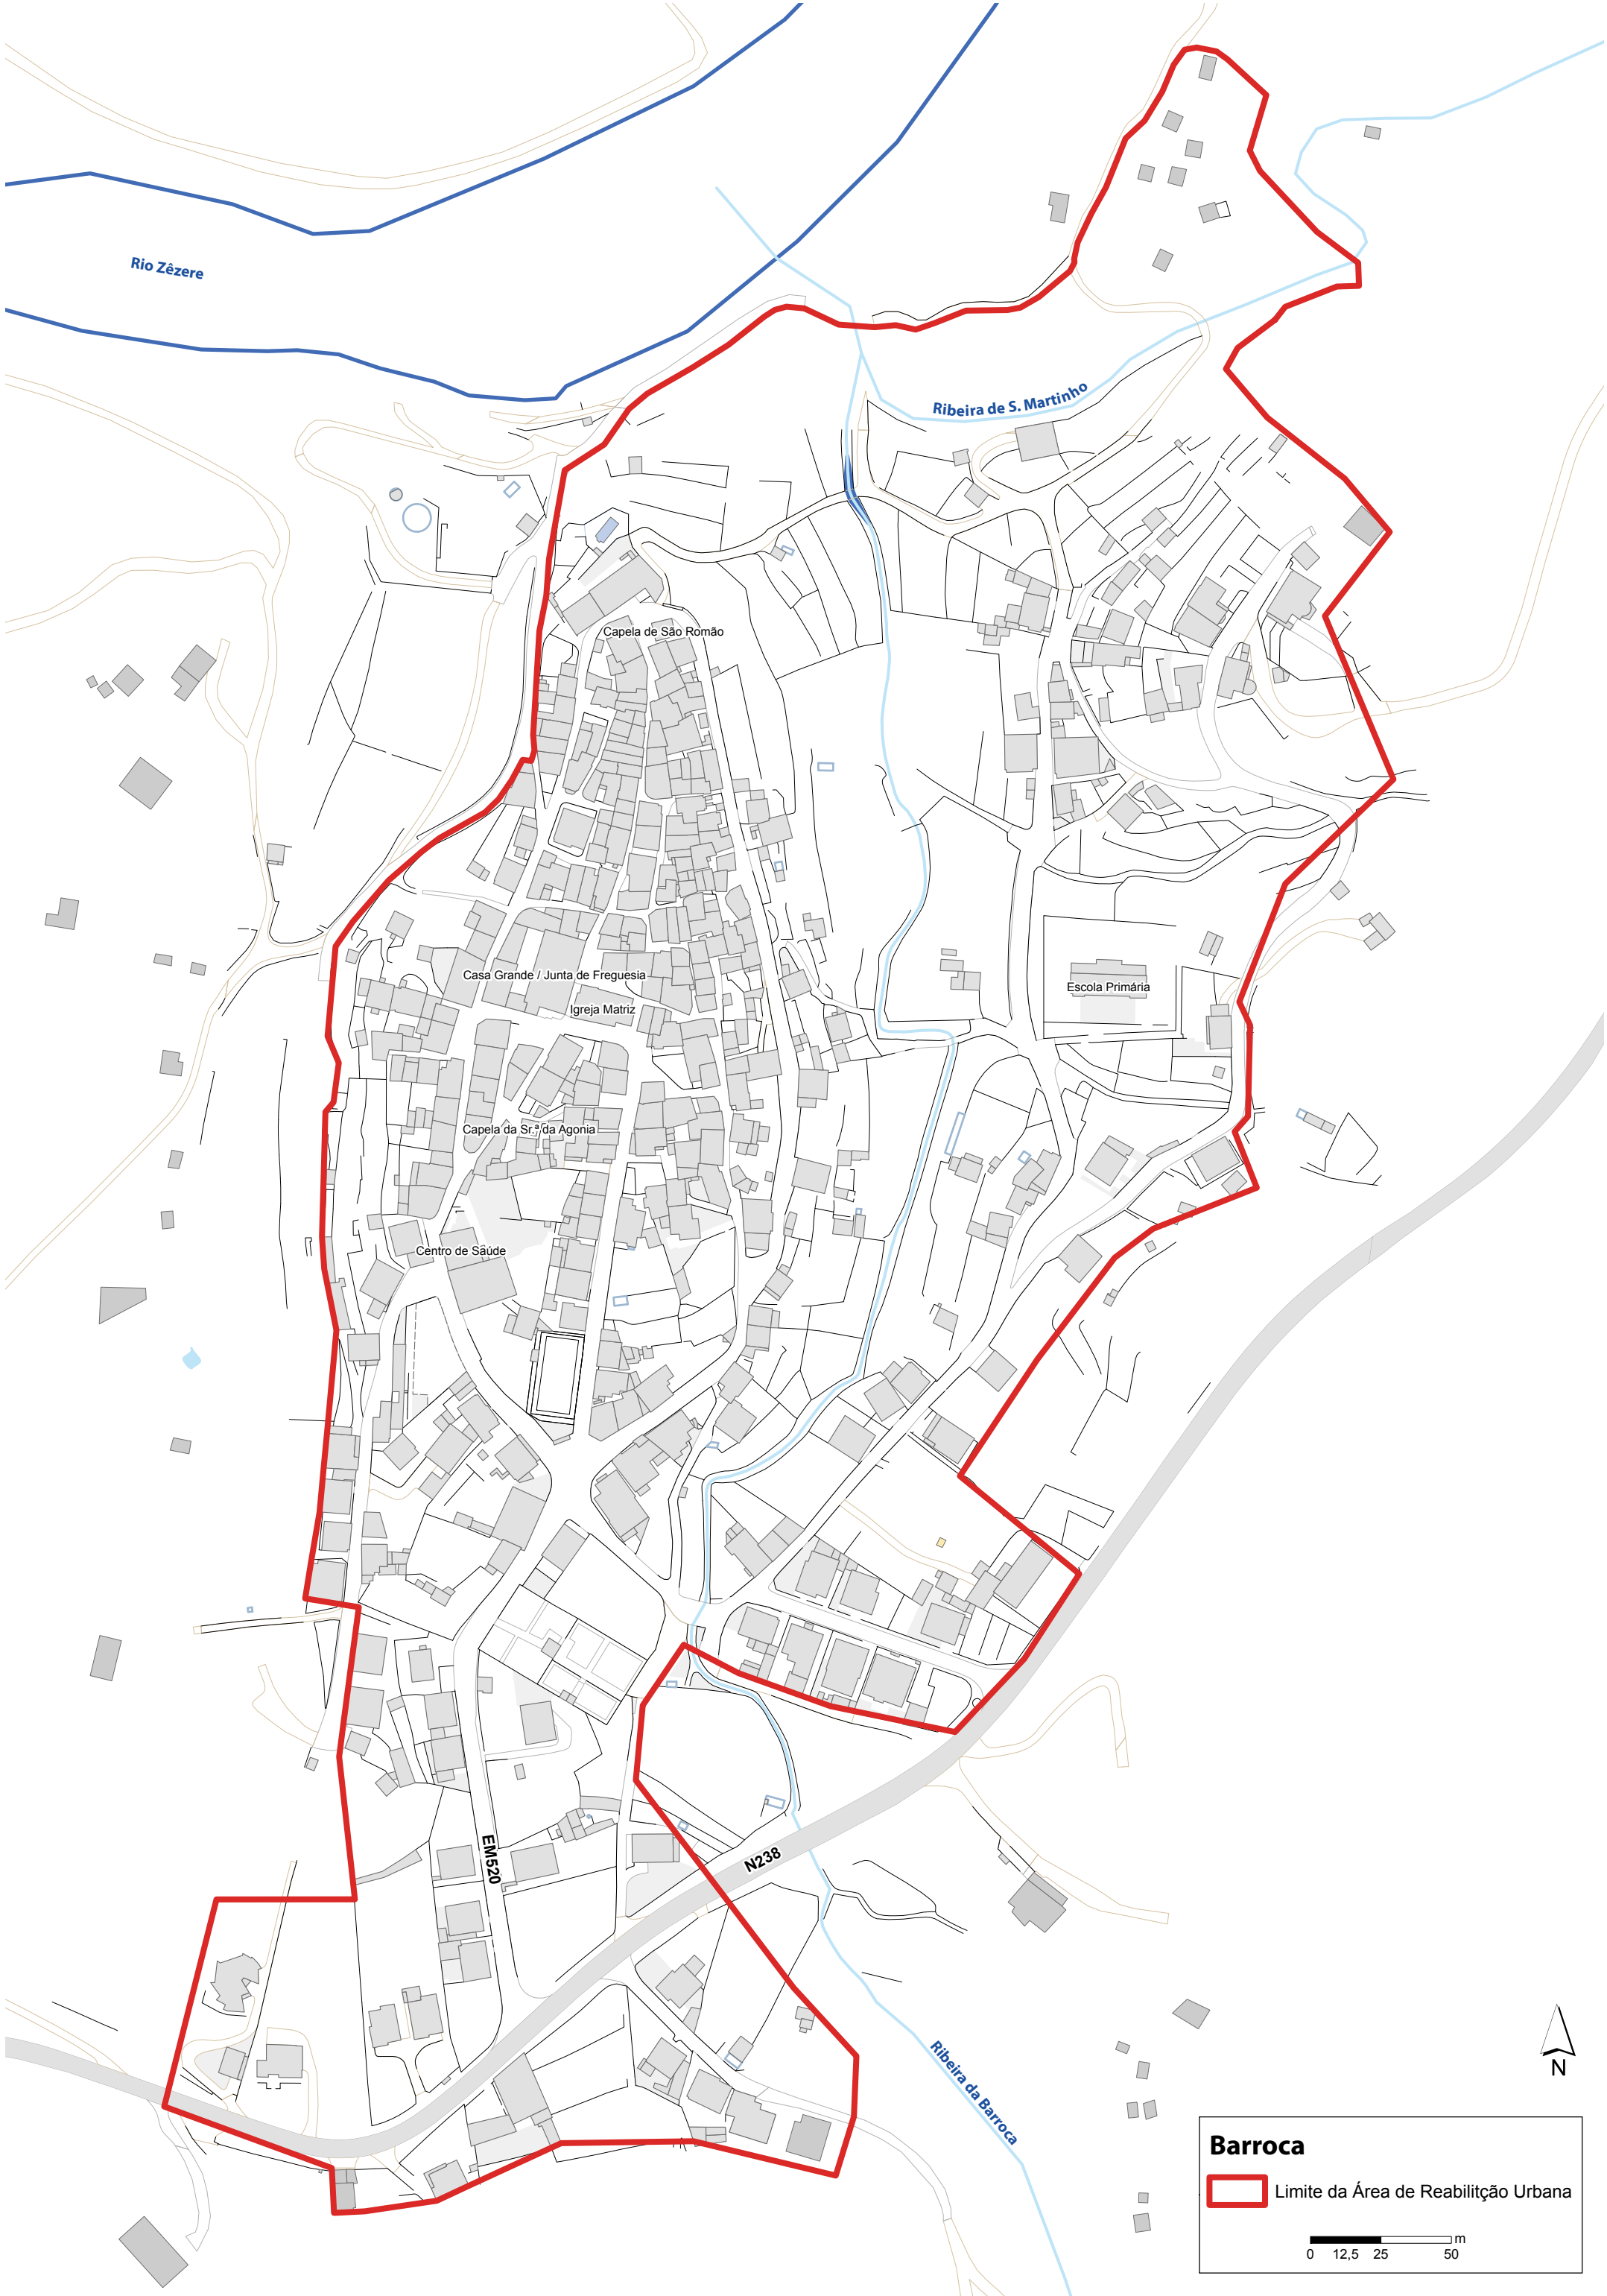 Rio Zêzere
Ribeira de S. Martinho
Capela de São Romão
Casa Grande / Junta de Freguesia
Escola Primária
Igreja Matriz
Capela da Sr.ª da Agonia
Centro de Saúde
EM520
N238
Ribeira da Barroca
N
Barroca
Limite da Área de Reabilitção Urbana
m
0 12,5 25 50